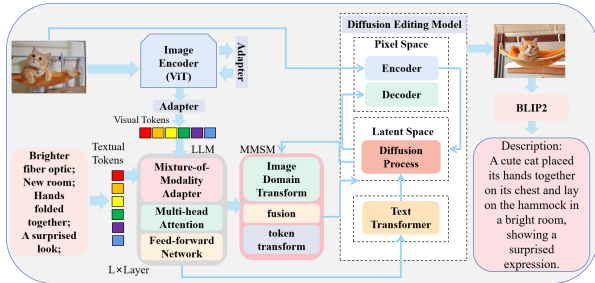 Diffusion Editing Model
Image
Encoder
(ViT)
Adapter
Adapter
Visual Tokens
Textual
Tokens
Brighter
fiber optic;
New room;
Hands
folded
together;
A surprised
look;
LLM
Mixture-of-
Modality
Adapter
Multi-head
Attention
Feed-forward
Network
L×Layer
MMSM
Image
Domain
Transform
fusion
token
transform
Pixel Space
Encoder
Decoder
Latent Space
Diffusion
Process
Text
Transformer
BLIP2
Description:
A cute cat placed
its hands together
on its chest and lay
on the hammock in
a bright room,
showing a
surprised
expression.